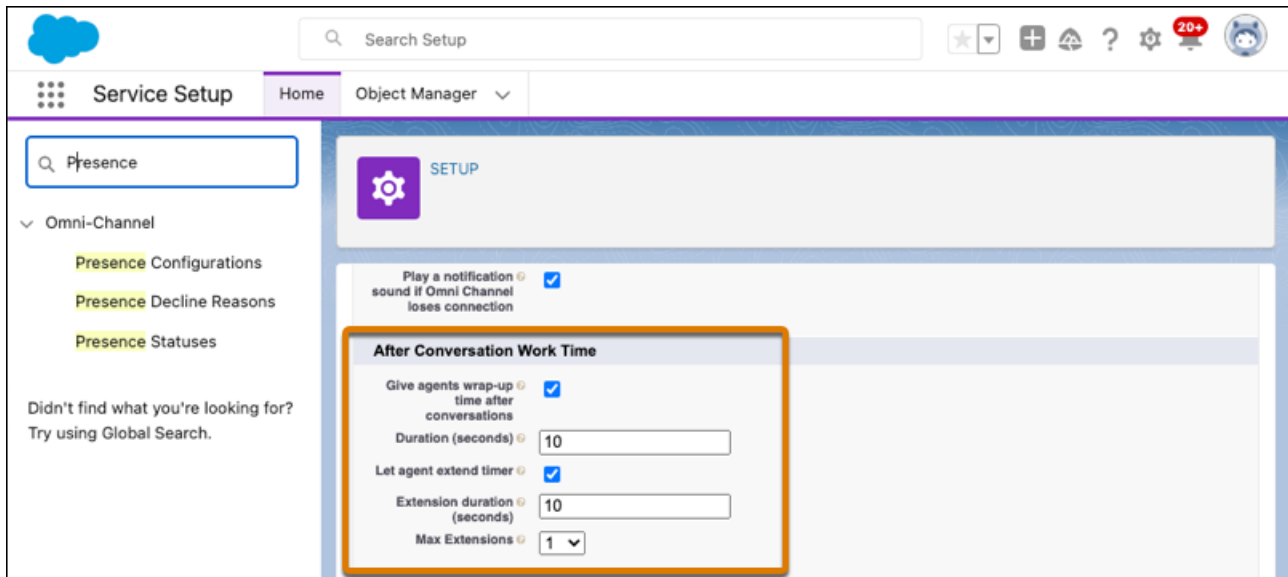 Search Setup
20+
Service Setup
Home
Object Manager
Presence
SETUP
Omni-Channel
Presence Configurations
Presence Decline Reasons
Presence Statuses
Didn't find what you're looking for?
Try using Global Search.
Play a notification
sound if Omni Channel
loses connection
After Conversation Work Time
Give agents wrap-up
time after
conversations
Duration (seconds)
10
Let agent extend timer
Extension duration
(seconds)
10
Max Extensions
1